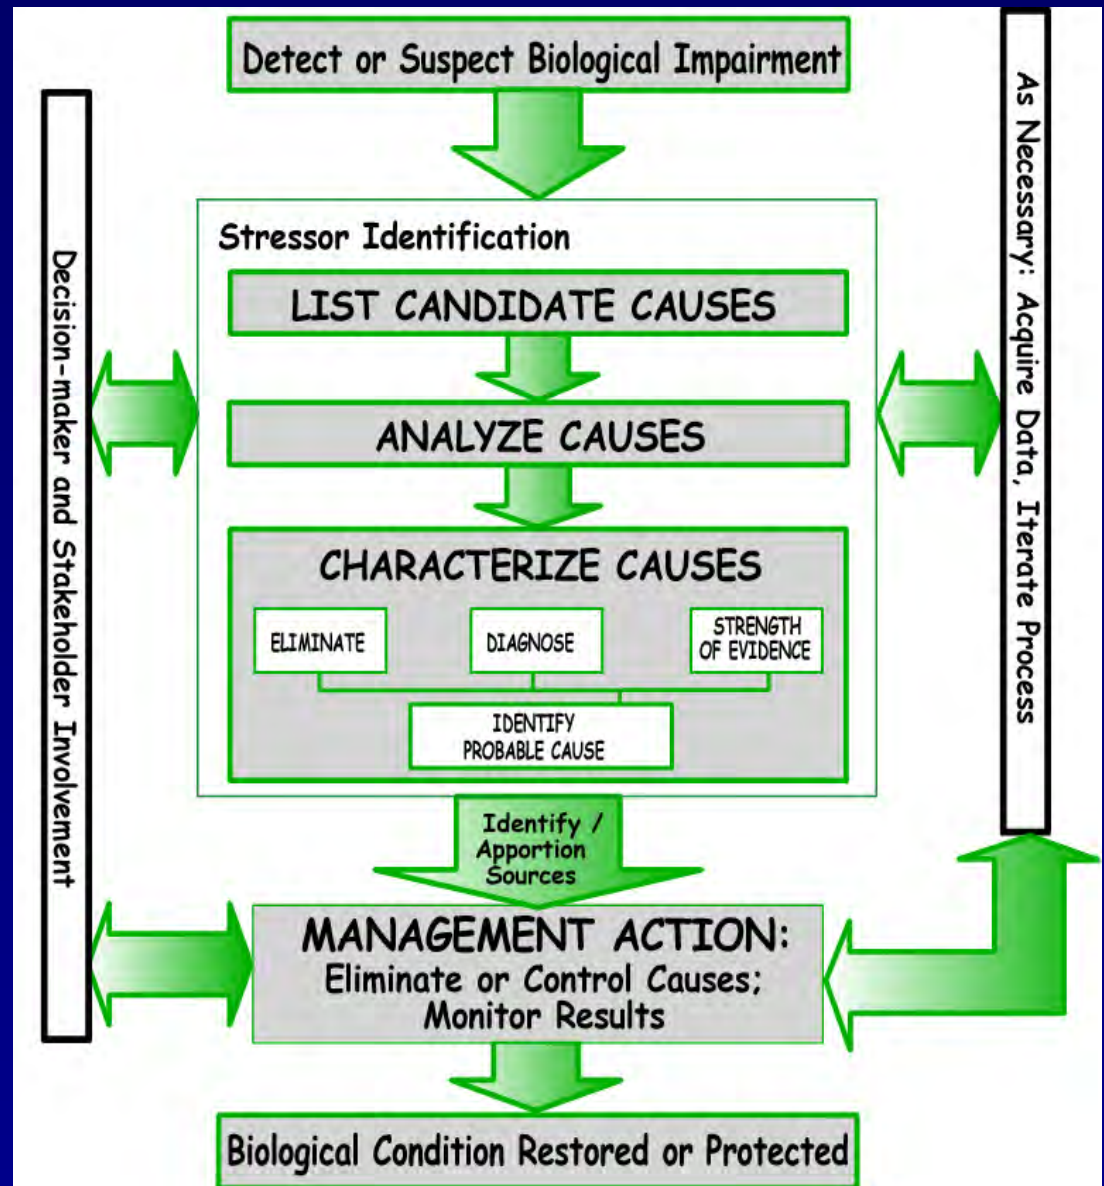 Detect or Suspect Biological Impairment
As Necessary: Acquire Data, Iterate Process
Decision-maker and Stakeholder Involvement
Stressor Identification
LIST CANDIDATE CAUSES
ANALYZE CAUSES
CHARACTERIZE CAUSES
ELIMINATE
DIAGNOSE
STRENGTH
OF EVIDENCE
IDENTIFY
PROBABLE CAUSE
Identify /
Apportion
Sources
MANAGEMENT ACTION:
Eliminate or Control Causes;
Monitor Results
Biological Condition Restored or Protected